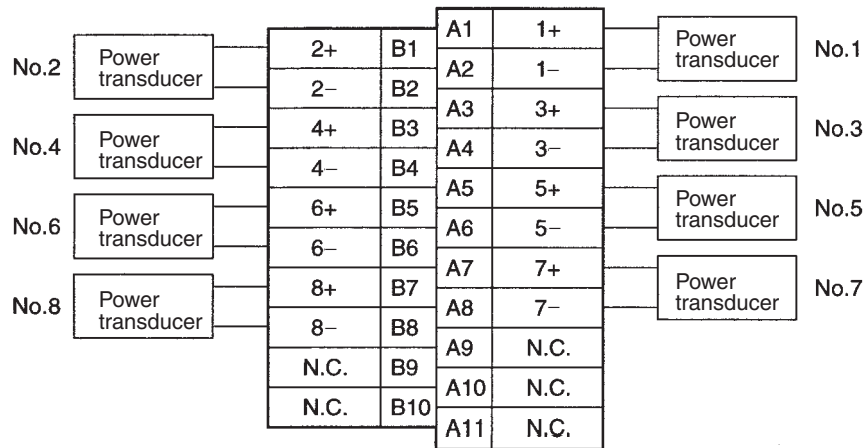 A1 1+
Power transducer No.1
2+ B1
Power
transducer
No.2
A2 1–
2– B2
A3 3+
Power
transducer
No.3
4+ B3
Power
transducer
No.4
A4 3–
4– B4
A5 5+
Power
transducer
No.5
6+ B5
Power
transducer
No.6
A6 5–
6– B6
A7 7+
Power
transducer
No.7
8+ B7
Power
transducer
No.8
A8 7–
8– B8
A9 N.C.
N.C. B9
A10 N.C.
N.C. B10
A11 N.C.